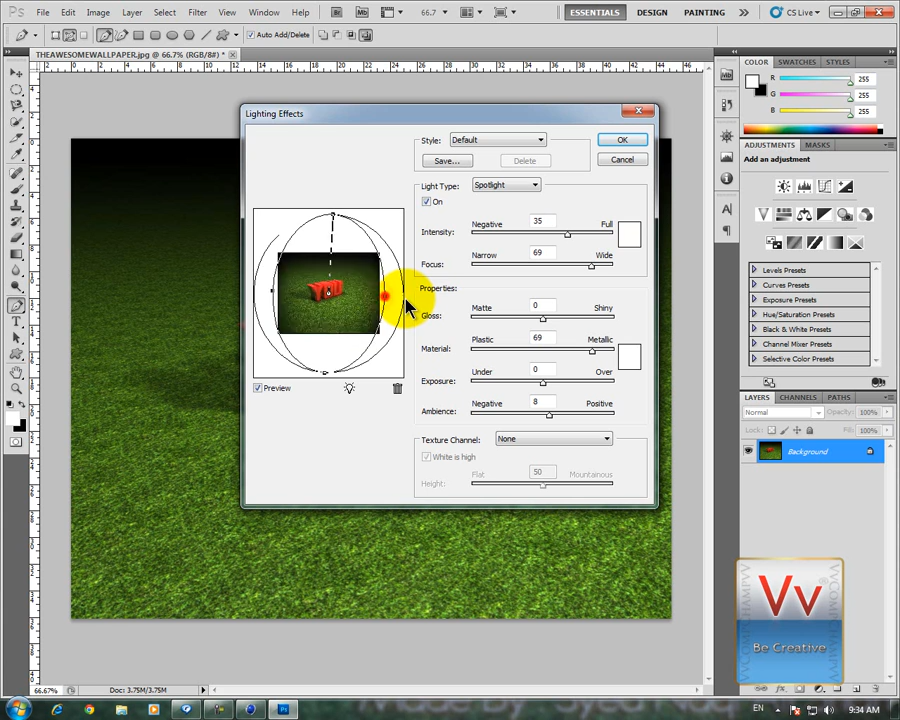 Ps File Edit Image Layer Select Filter View Window Help Br Mb 66.7 ESSENTIALS DESIGN PAINTING CS Live
Auto Add/Delete
THEAWESOMEWALLPAPER.jpg @ 66.7% (RGB/8#) *
Lighting Effects
Style: Default
OK
Save... Delete
Cancel
Light Type: Spotlight
On
Negative 35 Full
Intensity:
Narrow 69 Wide
Focus:
Properties:
Matte 0 Shiny
Gloss:
Plastic 69 Metallic
Material:
Under 0 Over
Exposure:
Negative 8 Positive
Ambience:
Preview
Texture Channel: None
White is high
Flat 50 Mountainous
Height:
COLOR SWATCHES STYLES
R 255
G 255
B 255
ADJUSTMENTS MASKS
Add an adjustment
Levels Presets
Curves Presets
Exposure Presets
Hue/Saturation Presets
Black & White Presets
Channel Mixer Presets
Selective Color Presets
LAYERS CHANNELS PATHS
Normal Opacity: 100%
Lock: Fill: 100%
Background
Vv
Be Creative
66.67% Doc: 3.75M/3.75M
EN 9:34 AM